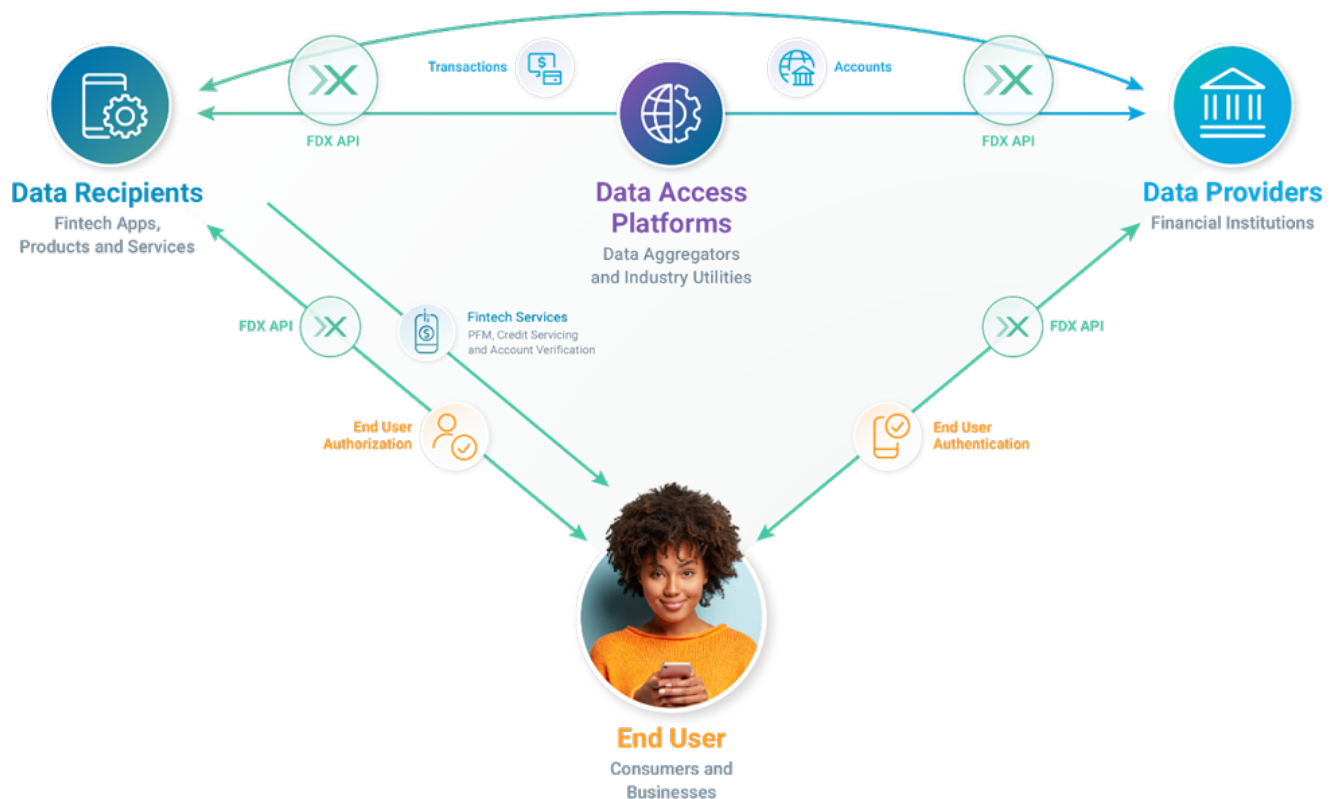 Transactions
Accounts
FDX API
FDX API
Data Recipients
Fintech Apps,
Products and Services
Data Access
Platforms
Data Aggregators
and Industry Utilities
Data Providers
Financial Institutions
FDX API
Fintech Services
PFM, Credit Servicing
and Account Verification
FDX API
End User
Authorization
End User
Authentication
End User
Consumers and
Businesses